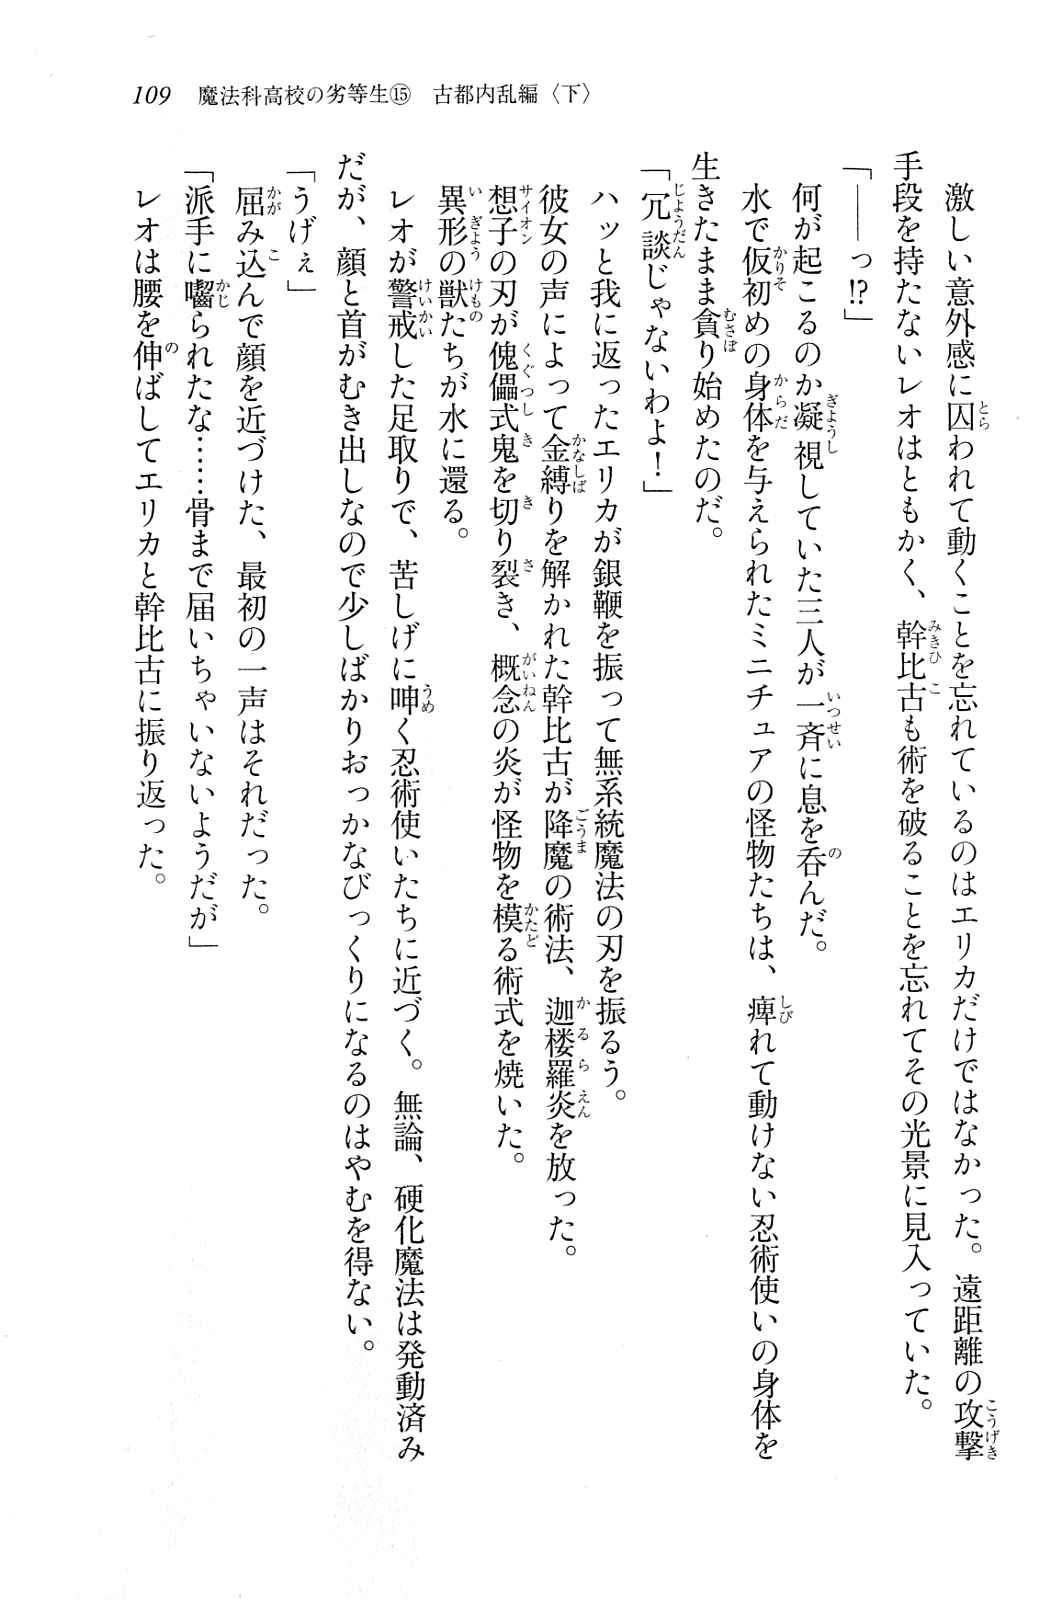 109　魔法科高校の劣等生⑮　古都内乱編〈下〉
　激しい意外感に囚われて動くことを忘れているのはエリカだけではなかった。遠距離の攻撃
手段を持たないレオはともかく、幹比古も術を破ることを忘れてその光景に見入っていた。
「――っ!?」
　何が起こるのか凝視していた三人が一斉に息を呑んだ。
　水で仮初めの身体を与えられたミニチュアの怪物たちは、痺れて動けない忍術使いの身体を
生きたまま貪り始めたのだ。
「冗談じゃないわよ！」
　ハッと我に返ったエリカが銀鞭を振って無系統魔法の刃を振るう。
　彼女の声によって金縛りを解かれた幹比古が降魔の術法、迦楼羅炎を放った。
　想子の刃が傀儡式鬼を切り裂き、概念の炎が怪物を模る術式を焼いた。
　異形の獣たちが水に還る。
　レオが警戒した足取りで、苦しげに呻く忍術使いたちに近づく。無論、硬化魔法は発動済み
だが、顔と首がむき出しなので少しばかりおっかなびっくりになるのはやむを得ない。
「うげぇ」
　屈み込んで顔を近づけた、最初の一声はそれだった。
「派手に囓られたな……骨まで届いちゃいないようだが」
　レオは腰を伸ばしてエリカと幹比古に振り返った。